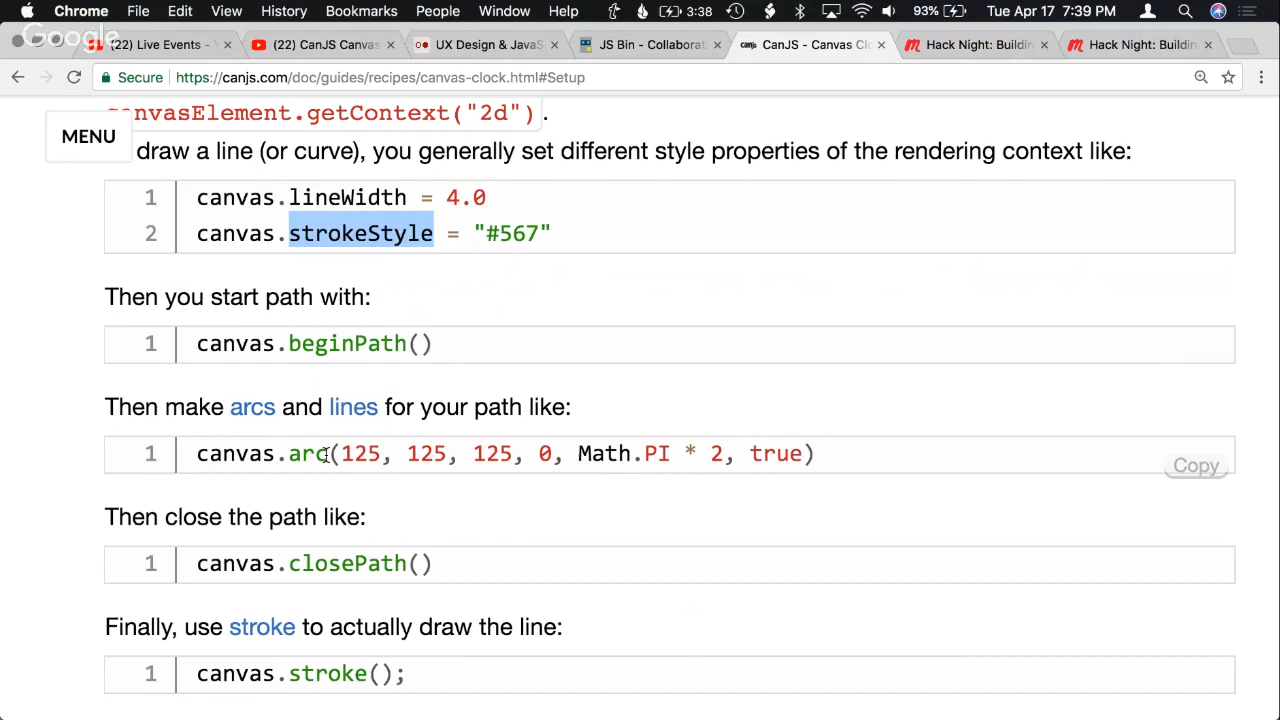 Chrome File Edit View History Bookmarks People Window Help 3:38 93% Tue Apr 17 7:39 PM
Google
(22) Live Events - Y
(22) CanJS Canvas
UX Design & JavaS
JS Bin - Collaborat
CanJS - Canvas Clo
Hack Night: Building
Hack Night: Building
Secure https://canjs.com/doc/guides/recipes/canvas-clock.html#Setup
canvasElement.getContext("2d").
MENU
draw a line (or curve), you generally set different style properties of the rendering context like:
1 canvas.lineWidth = 4.0
2 canvas.strokeStyle = "#567"
Then you start path with:
1 canvas.beginPath()
Then make arcs and lines for your path like:
1 canvas.arc(125, 125, 125, 0, Math.PI * 2, true)
Copy
Then close the path like:
1 canvas.closePath()
Finally, use stroke to actually draw the line:
1 canvas.stroke();